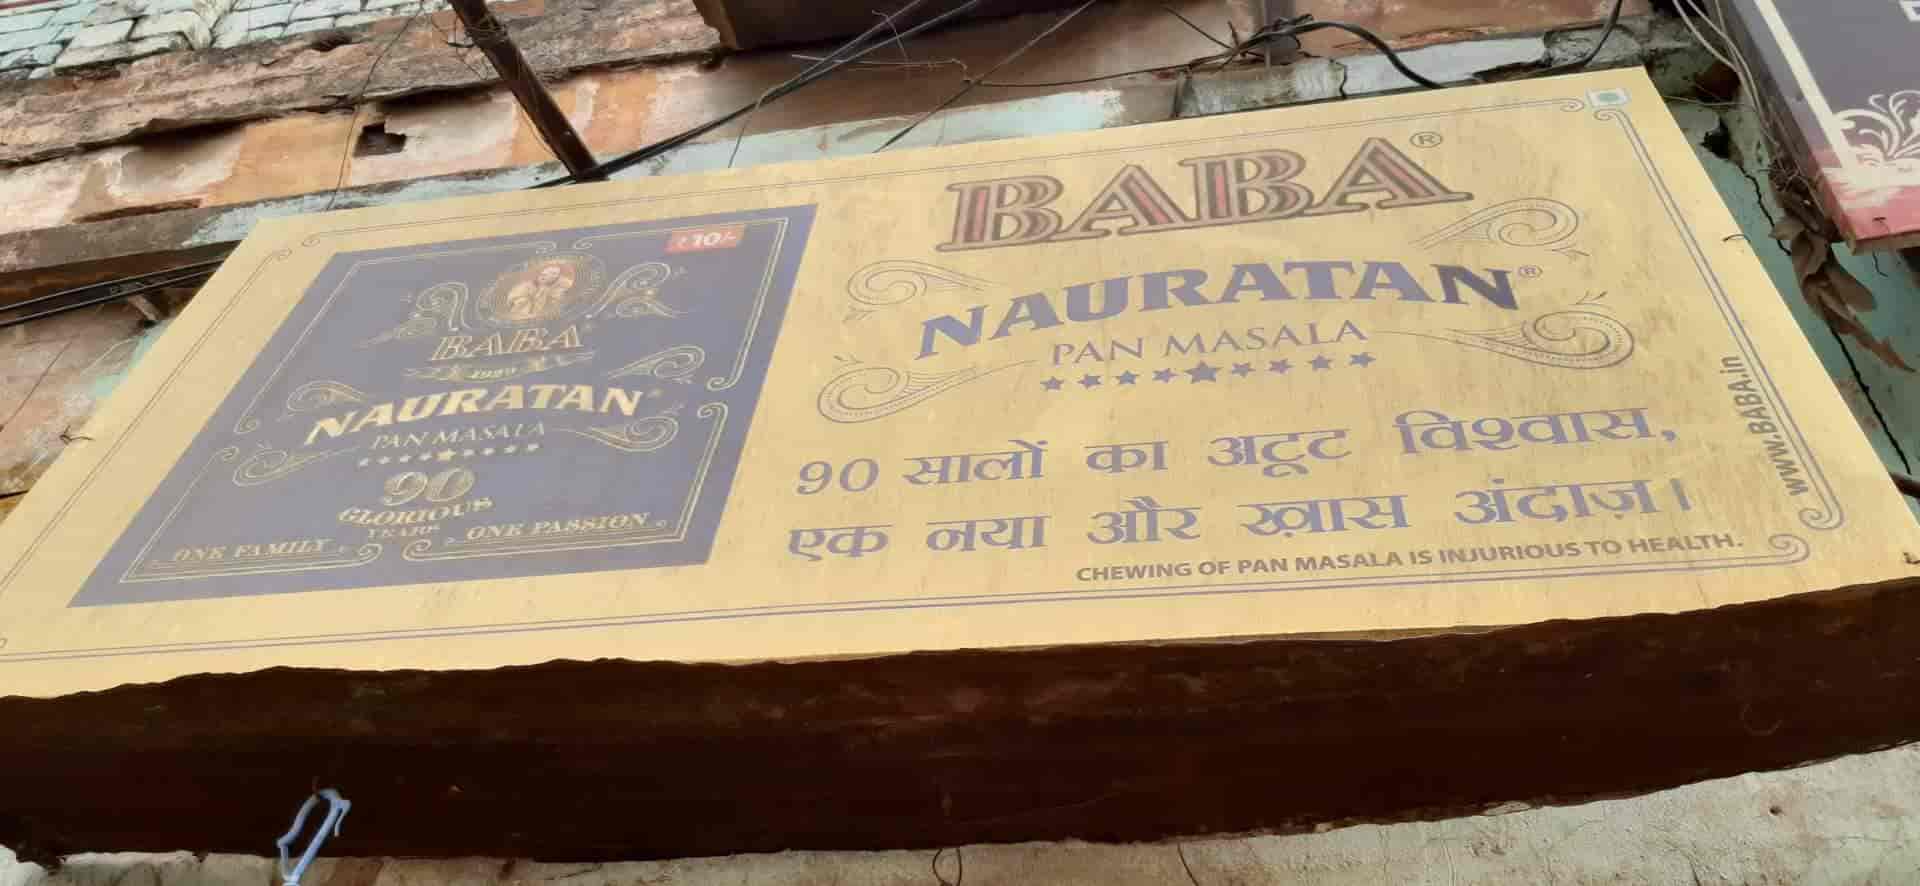 ₹10/-
BABA
1929
NAURATAN
PAN MASALA
90
GLORIOUS
YEARS
ONE FAMILY
ONE PASSION
BABA®
NAURATAN®
PAN MASALA
90 सालों का अटूट विश्वास,
एक नया और ख़ास अंदाज़।
CHEWING OF PAN MASALA IS INJURIOUS TO HEALTH.
www.BABA.in